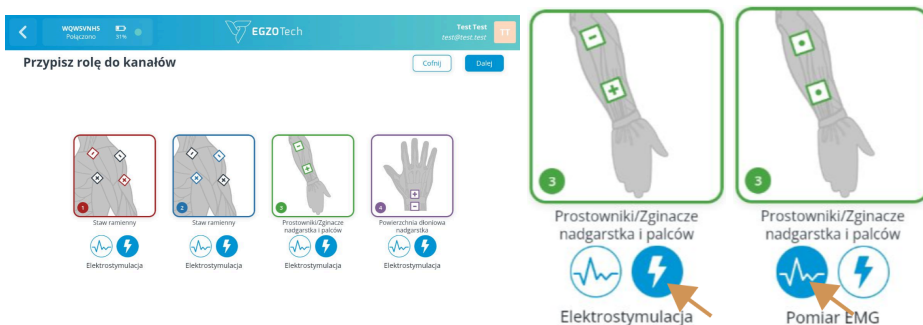 WQWSVNHS
Połączono
31%
EGZOTech
Test Test
test@test.test
TT
Przypisz rolę do kanałów
Cofnij
Dalej
1
Staw ramienny
Elektrostymulacja
2
Staw ramienny
Elektrostymulacja
3
Prostowniki/Zginacze
nadgarstka i palców
Elektrostymulacja
4
Powierzchnia dłoniowa
nadgarstka
Elektrostymulacja
3
Prostowniki/Zginacze
nadgarstka i palców
Elektrostymulacja
3
Prostowniki/Zginacze
nadgarstka i palców
Pomiar EMG